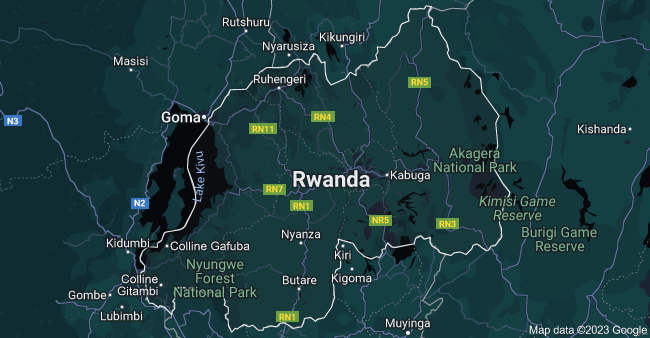 Rutshuru
Kikungiri
Nyarusiza
Masisi
Ruhengeri
RN5
Goma
RN4
N3
RN11
Kishanda
Akagera
National Park
Lake Kivu
Rwanda
Kabuga
RN7
Kimisi Game
Reserve
N2
RN1
NR5
RN3
Burigi Game
Reserve
Kidumbi
Colline Gafuba
Nyanza
Kiri
Nyungwe
Forest
National Park
Colline
Gitambi
Butare
Kigoma
Gombe
Lubimbi
RN1
Muyinga
Map data ©2023 Google